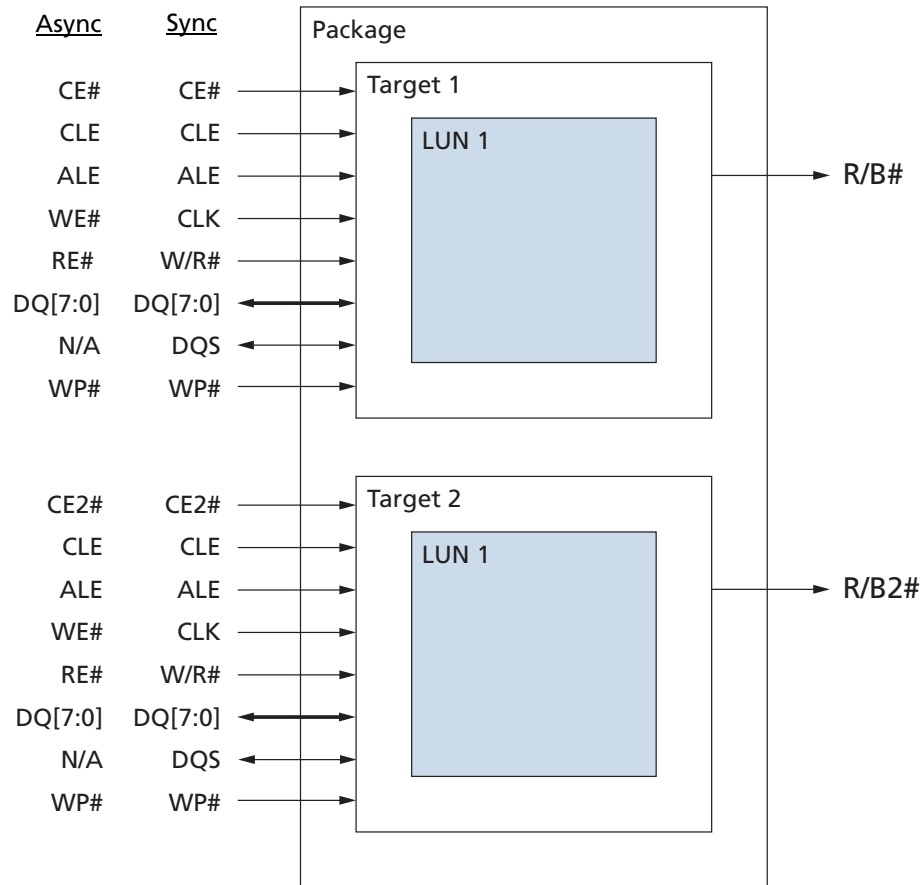 Async Sync
Package
Target 1
CE# CE#
CLE CLE
LUN 1
ALE ALE
R/B#
WE# CLK
RE# W/R#
DQ[7:0] DQ[7:0]
N/A DQS
WP# WP#
Target 2
CE2# CE2#
CLE CLE
LUN 1
ALE ALE
R/B2#
WE# CLK
RE# W/R#
DQ[7:0] DQ[7:0]
N/A DQS
WP# WP#